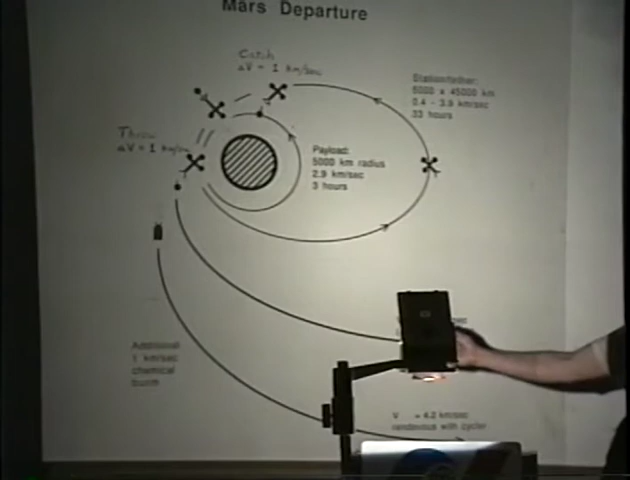 Mars Departure
Catch
ΔV ~ 1 km/sec
Station/tether:
5000 x 45000 km
0.4 - 3.9 km/sec
33 hours
Throw
ΔV ~ 1 km/sec
Payload:
5000 km radius
2.9 km/sec
3 hours
Additional
1 km/sec
chemical
burn
V = 4.2 km/sec
rendevous with cycler